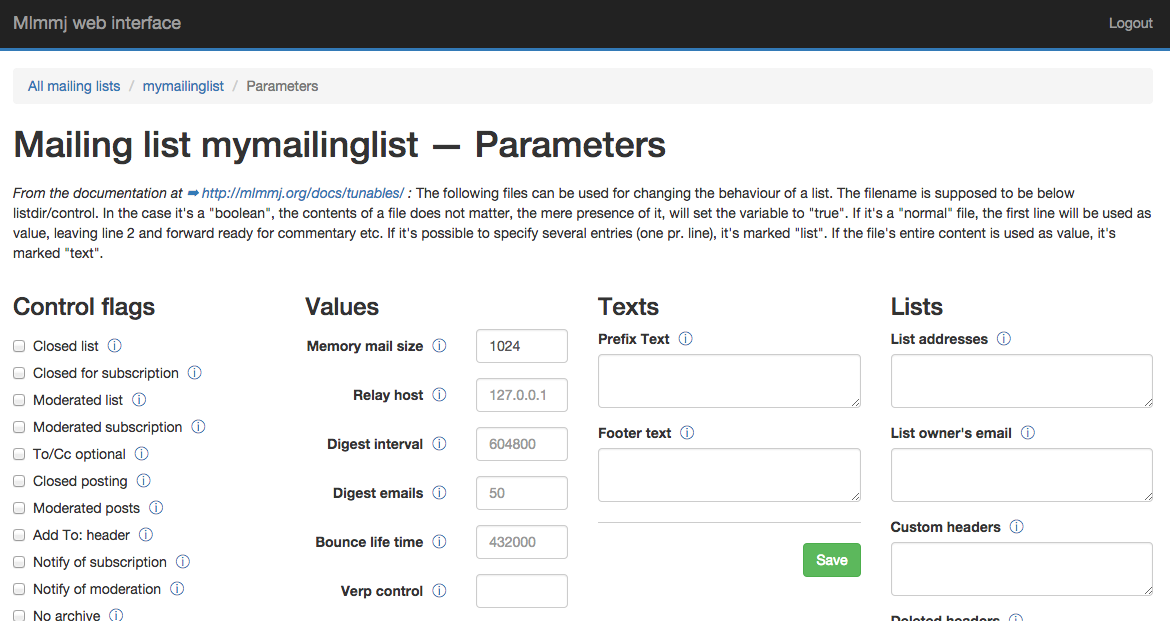 Mlmmj web interface
Logout
All mailing lists / mymailinglist / Parameters
Mailing list mymailinglist — Parameters
From the documentation at ➡ http://mlmmj.org/docs/tunables/ : The following files can be used for changing the behaviour of a list. The filename is supposed to be below
listdir/control. In the case it's a "boolean", the contents of a file does not matter, the mere presence of it, will set the variable to "true". If it's a "normal" file, the first line will be used as
value, leaving line 2 and forward ready for commentary etc. If it's possible to specify several entries (one pr. line), it's marked "list". If the file's entire content is used as value, it's
marked "text".
Control flags
Closed list ⓘ
Closed for subscription ⓘ
Moderated list ⓘ
Moderated subscription ⓘ
To/Cc optional ⓘ
Closed posting ⓘ
Moderated posts ⓘ
Add To: header ⓘ
Notify of subscription ⓘ
Notify of moderation ⓘ
No archive ⓘ
Values
Memory mail size ⓘ 1024
Relay host ⓘ 127.0.0.1
Digest interval ⓘ 604800
Digest emails ⓘ 50
Bounce life time ⓘ 432000
Verp control ⓘ
Texts
Prefix Text ⓘ
Footer text ⓘ
Save
Lists
List addresses ⓘ
List owner's email ⓘ
Custom headers ⓘ
Deleted headers ⓘ